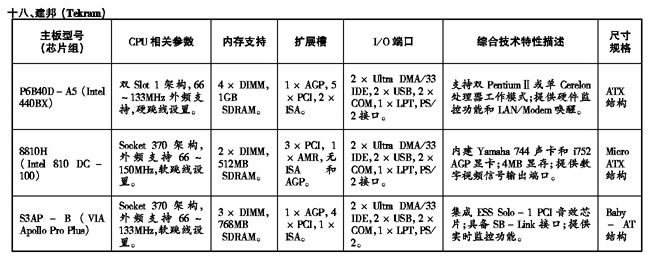 十八、建邦 (Tekram)
主板型号
(芯片组)
CPU 相关参数
内存支持
扩展槽
I/O 端口
综合技术特性描述
尺寸
规格
P6B40D-A5 (Intel
440BX)
双 Slot 1 架构,66
~133MHz 外频支
持,硬跳线设置。
4 × DIMM,
1GB
SDRAM。
1 × AGP, 5
× PCI, 2 ×
ISA。
2 × Ultra DMA/33
IDE, 2 × USB, 2 ×
COM, 1 × LPT, PS/
2 接口。
支持双 PentiumⅡ或单 Cerelon
处理器工作模式;提供硬件监
控功能和 LAN/Modem 唤醒。
ATX
结构
8810H
(Intel 810 DC-
100)
Socket 370 架构,
外频支持 66 ~
150MHz,软跳线设
置。
2 × DIMM,
512MB
SDRAM。
3 × PCI, 1
× AMR,无
ISA 和
AGP。
2 × Ultra DMA/33
IDE, 2 × USB, 2 ×
COM, 1 × LPT, PS/
2 接口。
内建 Yamaha 744 声卡和 i752
AGP 显卡;4MB 显存;提供数
字视频信号输出端口。
Micro
ATX
结构
S3AP-B (VIA
Apollo Pro Plus)
Socket 370 架构,
外频支持 66 ~
133MHz,软跳线设
置。
3 × DIMM,
768MB
SDRAM。
1 × AGP, 4
× PCI, 1 ×
ISA。
2 × Ultra DMA/33
IDE, 2 × USB, 2 ×
COM, 1 × LPT, PS/
2。
集成 ESS Solo-1 PCI 音效芯
片;具备 SB-Link 接口;提供
实时监控功能。
Baby
- AT
结构